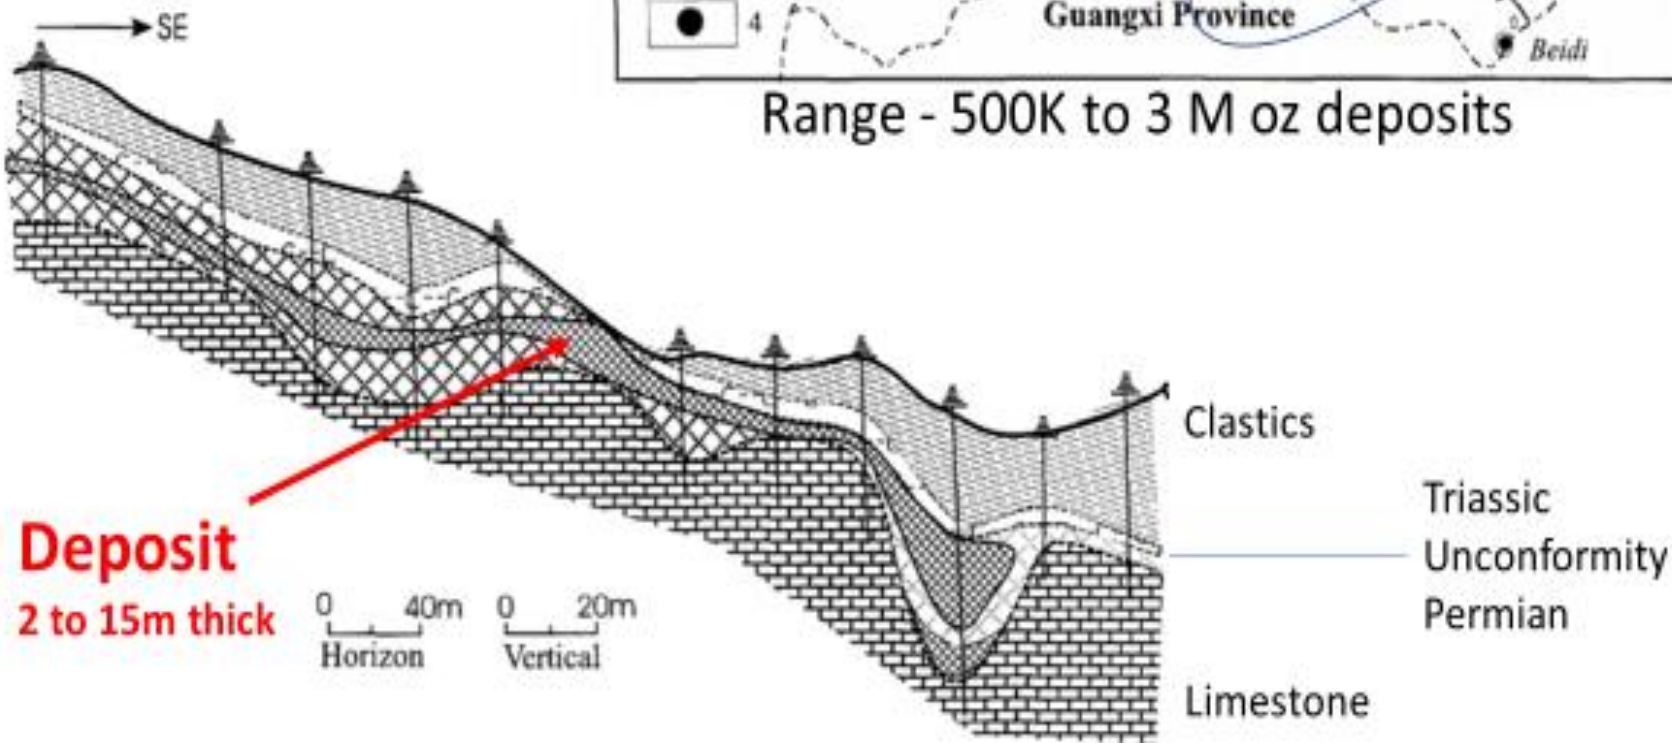 SE
4
Guangxi Province
Beidi
Range - 500K to 3 M oz deposits
Clastics
Triassic
Unconformity
Permian
Limestone
Deposit
2 to 15m thick
0 40m 0 20m
Horizon Vertical